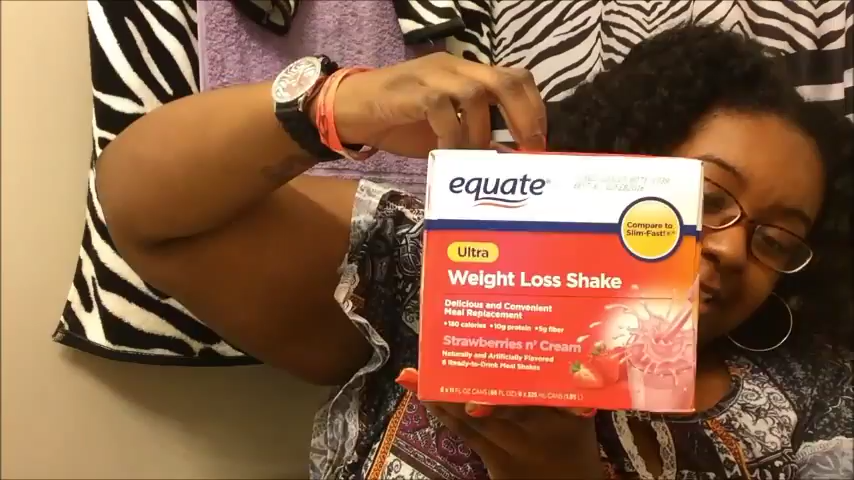 equate
Compare to
Slim-Fast!
Ultra
Weight Loss Shake
Delicious and Convenient
Meal Replacement
•180 calories •10g protein •5g fiber
Strawberries n' Cream
Naturally and Artificially Flavored
6 Ready-to-Drink Meal Shakes